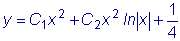 y = C₁x² + C₂x² ln|x| + 1/4